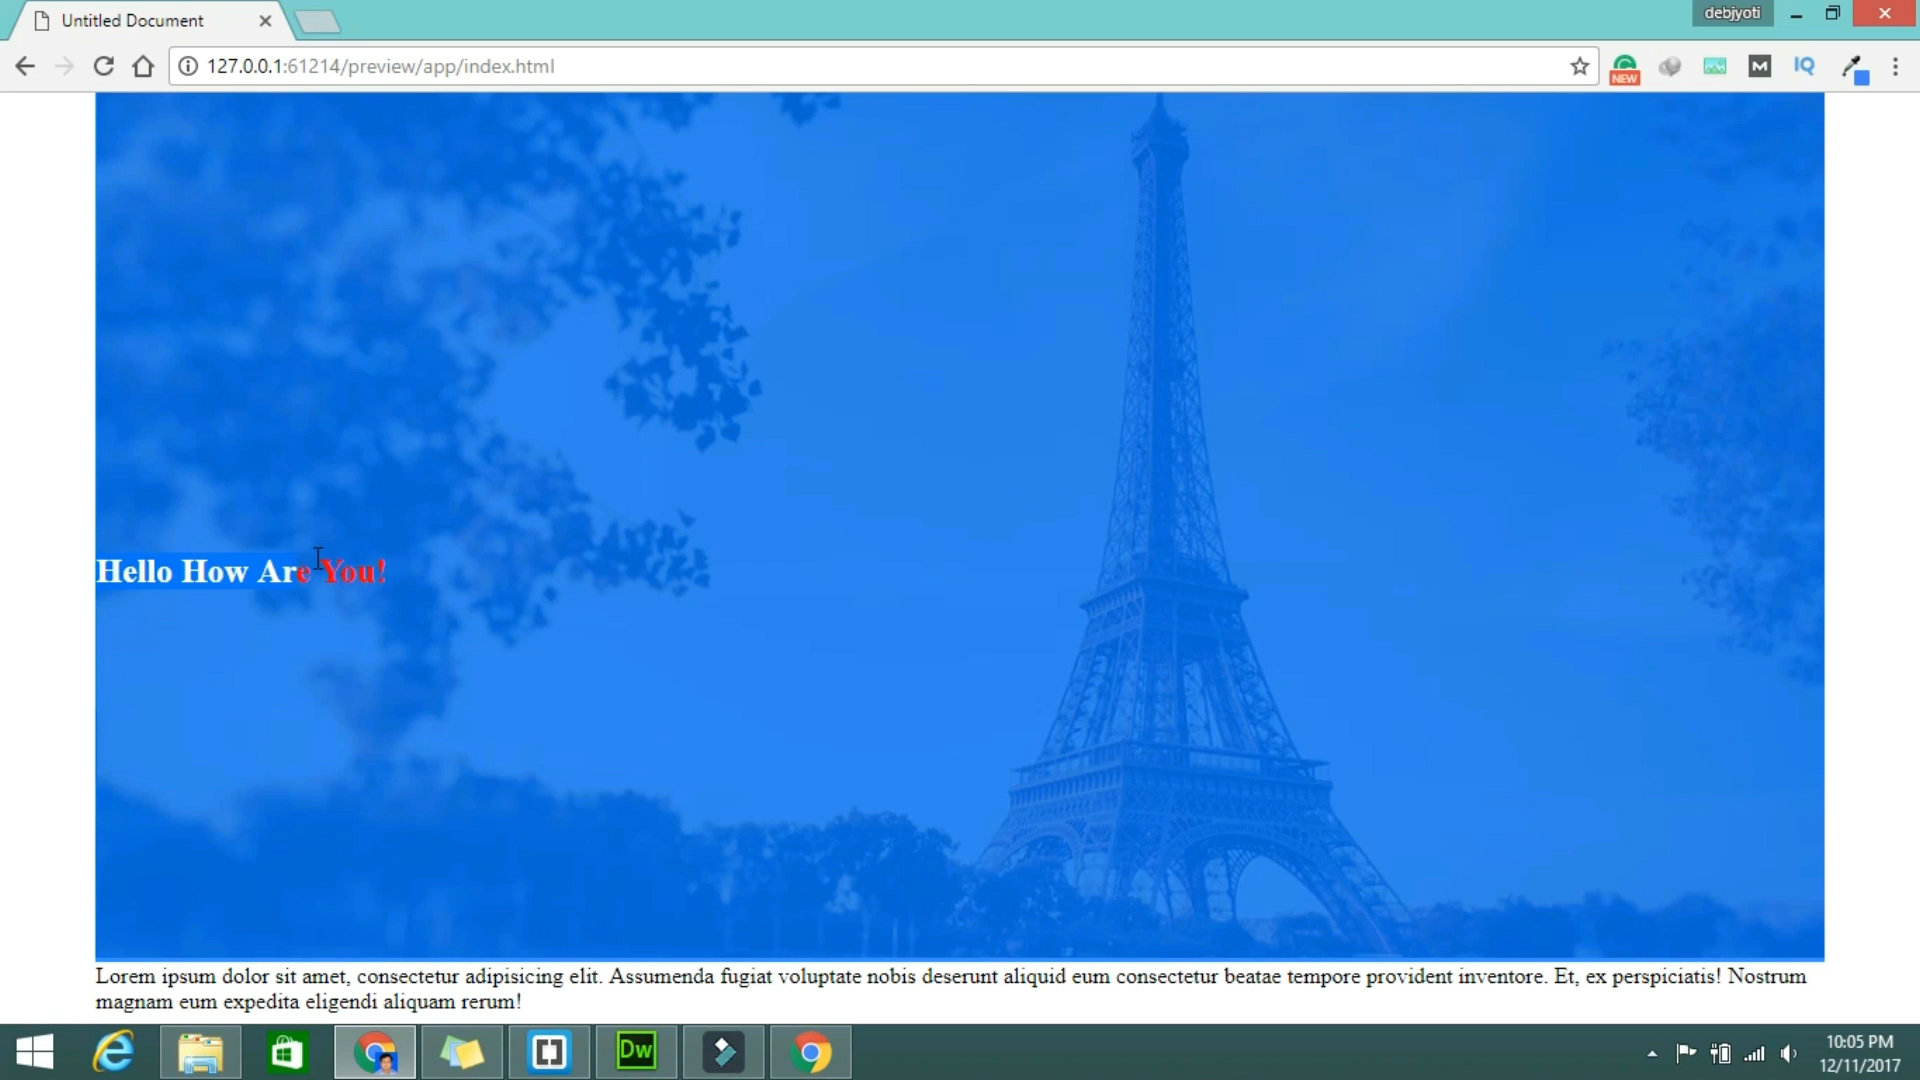 Untitled Document
debjyoti
127.0.0.1:61214/preview/app/index.html
NEW
M
IQ
Hello How Are You!
Lorem ipsum dolor sit amet, consectetur adipisicing elit. Assumenda fugiat voluptate nobis deserunt aliquid eum consectetur beatae tempore provident inventore. Et, ex perspiciatis! Nostrum
magnam eum expedita eligendi aliquam rerum!
Dw
10:05 PM
12/11/2017